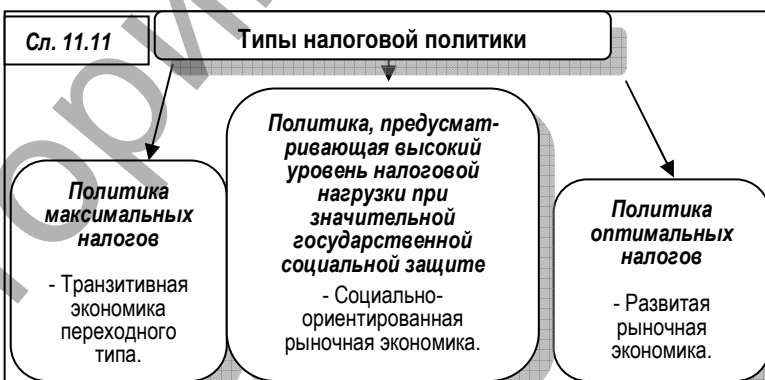 Сл. 11.11
Типы налоговой политики
Политика
максимальных
налогов
- Транзитивная
экономика
переходного
типа.
Политика, предусмат-
ривающая высокий
уровень налоговой
нагрузки при
значительной
государственной
социальной защите
- Социально-
ориентированная
рыночная экономика.
Политика
оптимальных
налогов
- Развитая
рыночная
экономика.